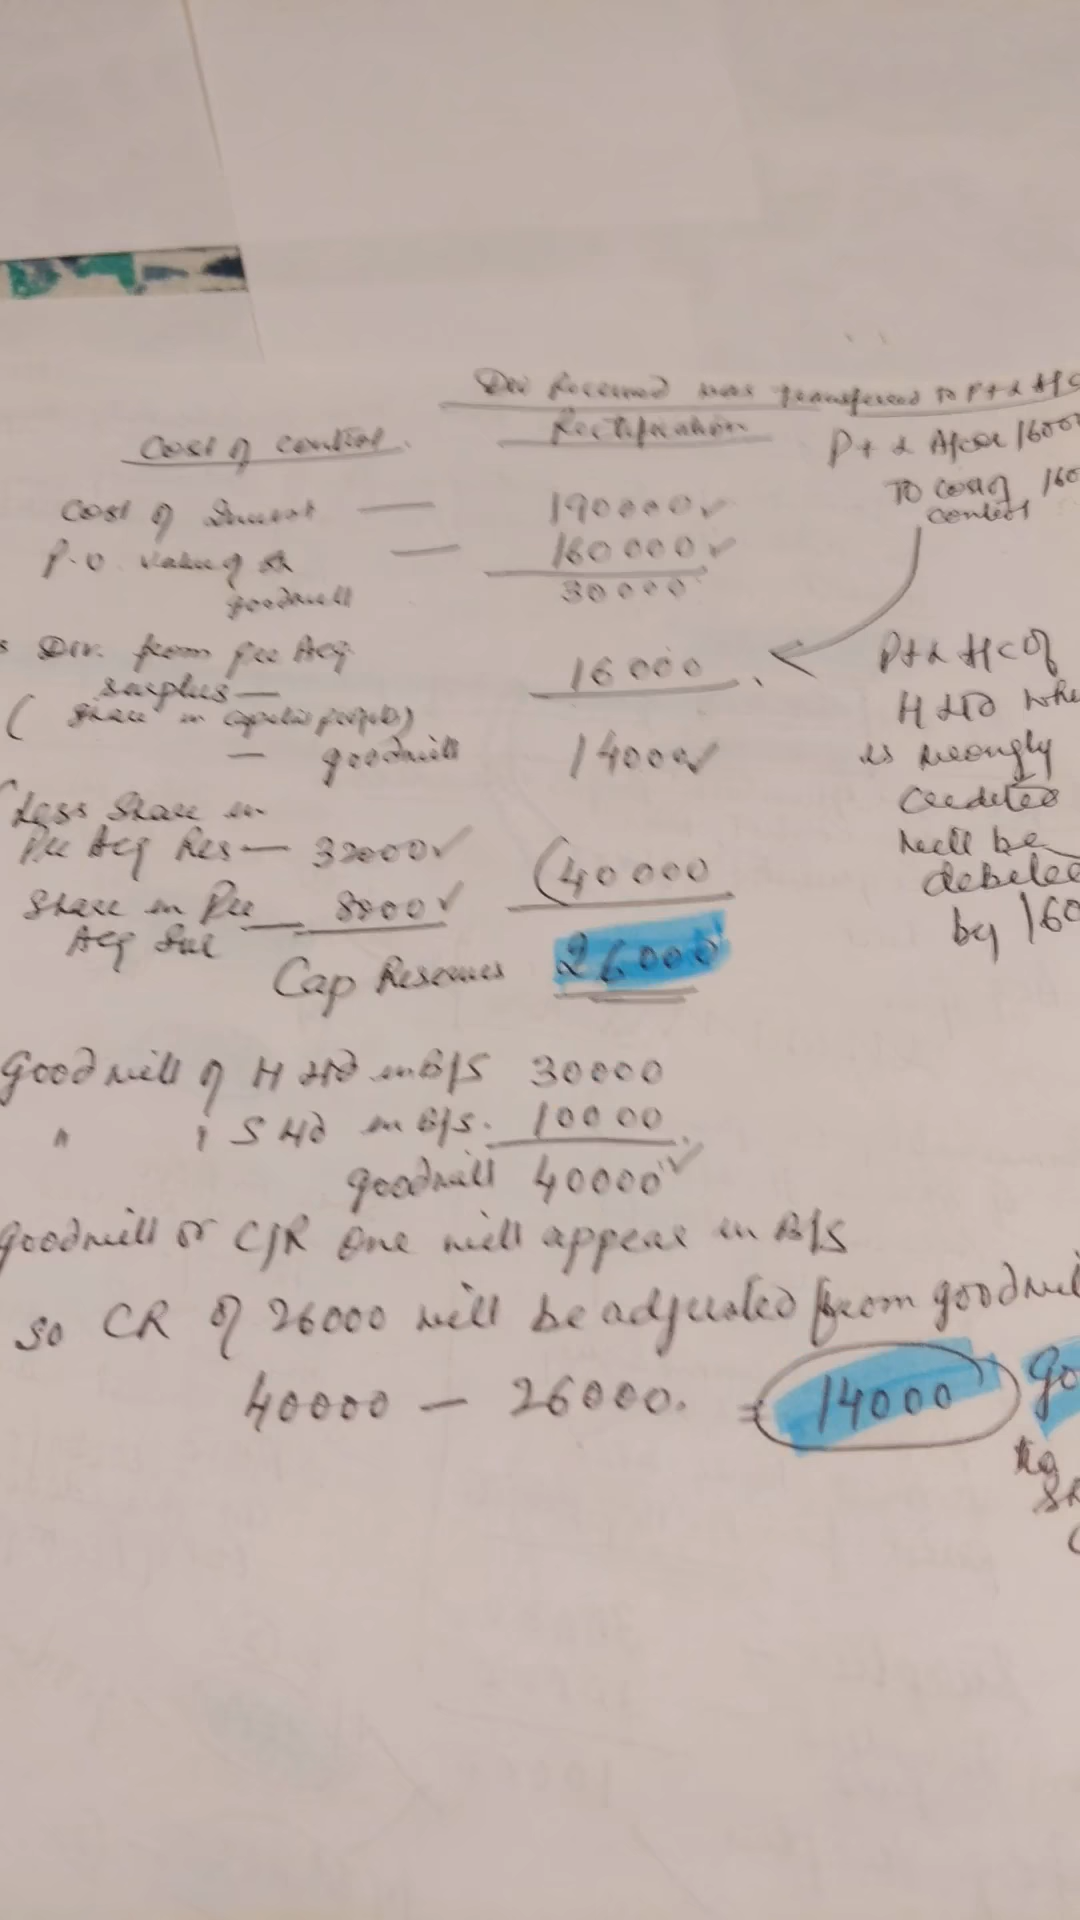 Div Received was transferred to P+L A/C
Rectification
P+L A/c Dr 16000
To cost of control 160
Cost of control.
Cost of Invest — 190000
P.U. value of sh — 160000
goodwill 30000
Div. from pre Acq. surplus — 16000
(Share in capital profits)
— goodwill 14000
Less Share in
Pre Acq Res — 32000
Share in Pre Acq Sur — 8000 (40000
Cap Reserves 26000
P+L A/C of
H Ltd whe
is wrongly
credited
will be
debited
by 160
Goodwill of H Ltd in B/S 30000
" " S Ltd in B/S. 10000
goodwill 40000
Goodwill or C/R one will appear in B/S
so CR of 26000 will be adjusted from goodwill
40000 – 26000. = 14000 go